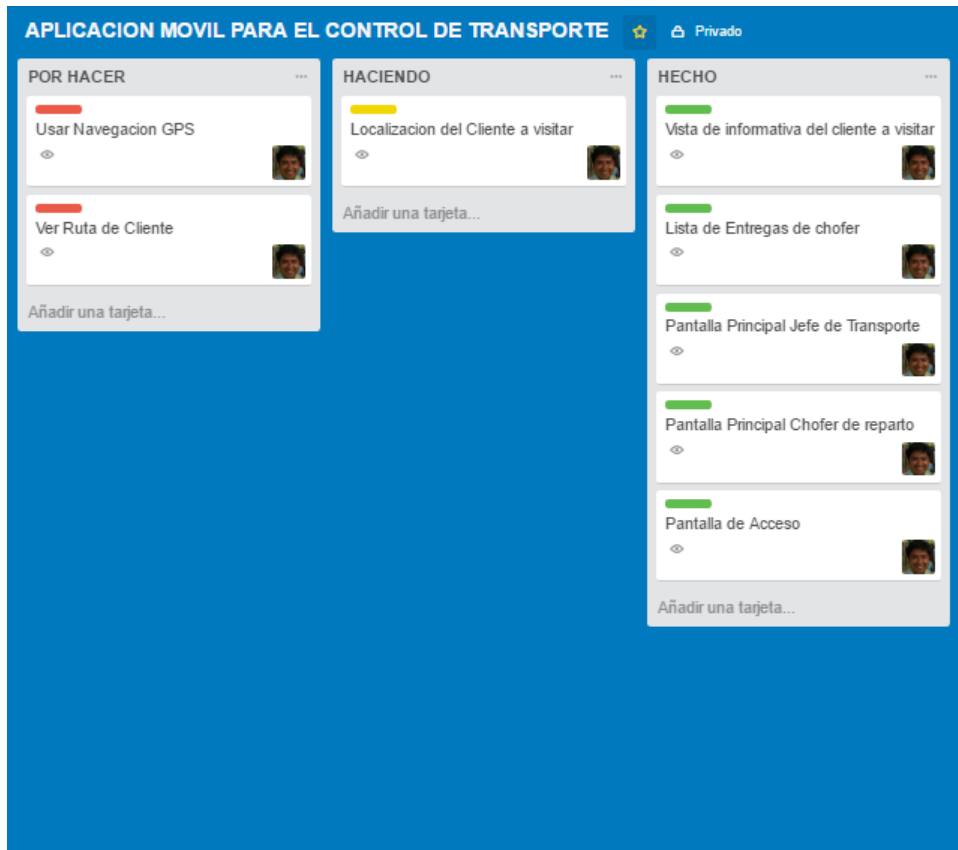 APLICACION MOVIL PARA EL CONTROL DE TRANSPORTE Privado
POR HACER
Usar Navegacion GPS
Ver Ruta de Cliente
Añadir una tarjeta...
HACIENDO
Localizacion del Cliente a visitar
Añadir una tarjeta...
HECHO
Vista de informativa del cliente a visitar
Lista de Entregas de chofer
Pantalla Principal Jefe de Transporte
Pantalla Principal Chofer de reparto
Pantalla de Acceso
Añadir una tarjeta...